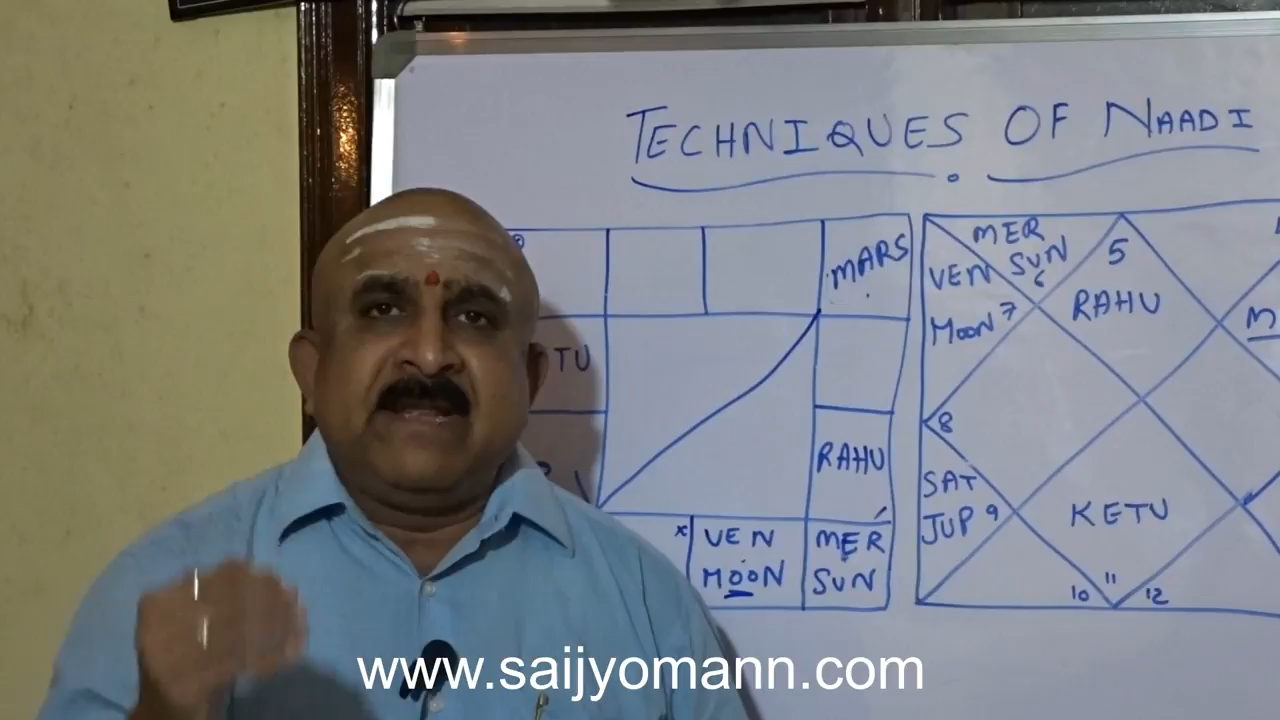 TECHNIQUES OF NAADI
MARS
TU
RAHU
VEN
MOON
MER
SUN
MER
SUN
6
VEN
MOON 7
5
RAHU
M
8
SAT
JUP 9
KETU
10
11
12
www.saijyomann.com